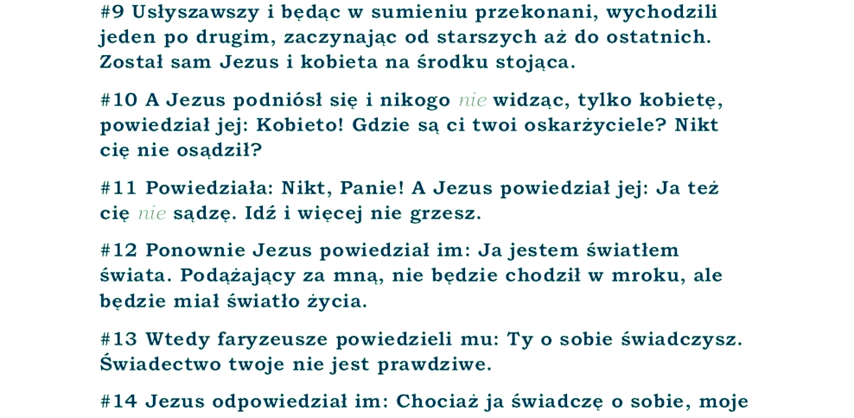 #9 Usłyszawszy i będąc w sumieniu przekonani, wychodzili
jeden po drugim, zaczynając od starszych aż do ostatnich.
Został sam Jezus i kobieta na środku stojąca.
#10 A Jezus podniósł się i nikogo nie widząc, tylko kobietę,
powiedział jej: Kobieto! Gdzie są ci twoi oskarżyciele? Nikt
cię nie osądził?
#11 Powiedziała: Nikt, Panie! A Jezus powiedział jej: Ja też
cię nie sądzę. Idź i więcej nie grzesz.
#12 Ponownie Jezus powiedział im: Ja jestem światłem
świata. Podążający za mną, nie będzie chodził w mroku, ale
będzie miał światło życia.
#13 Wtedy faryzeusze powiedzieli mu: Ty o sobie świadczysz.
Świadectwo twoje nie jest prawdziwe.
#14 Jezus odpowiedział im: Chociaż ja świadczę o sobie, moje